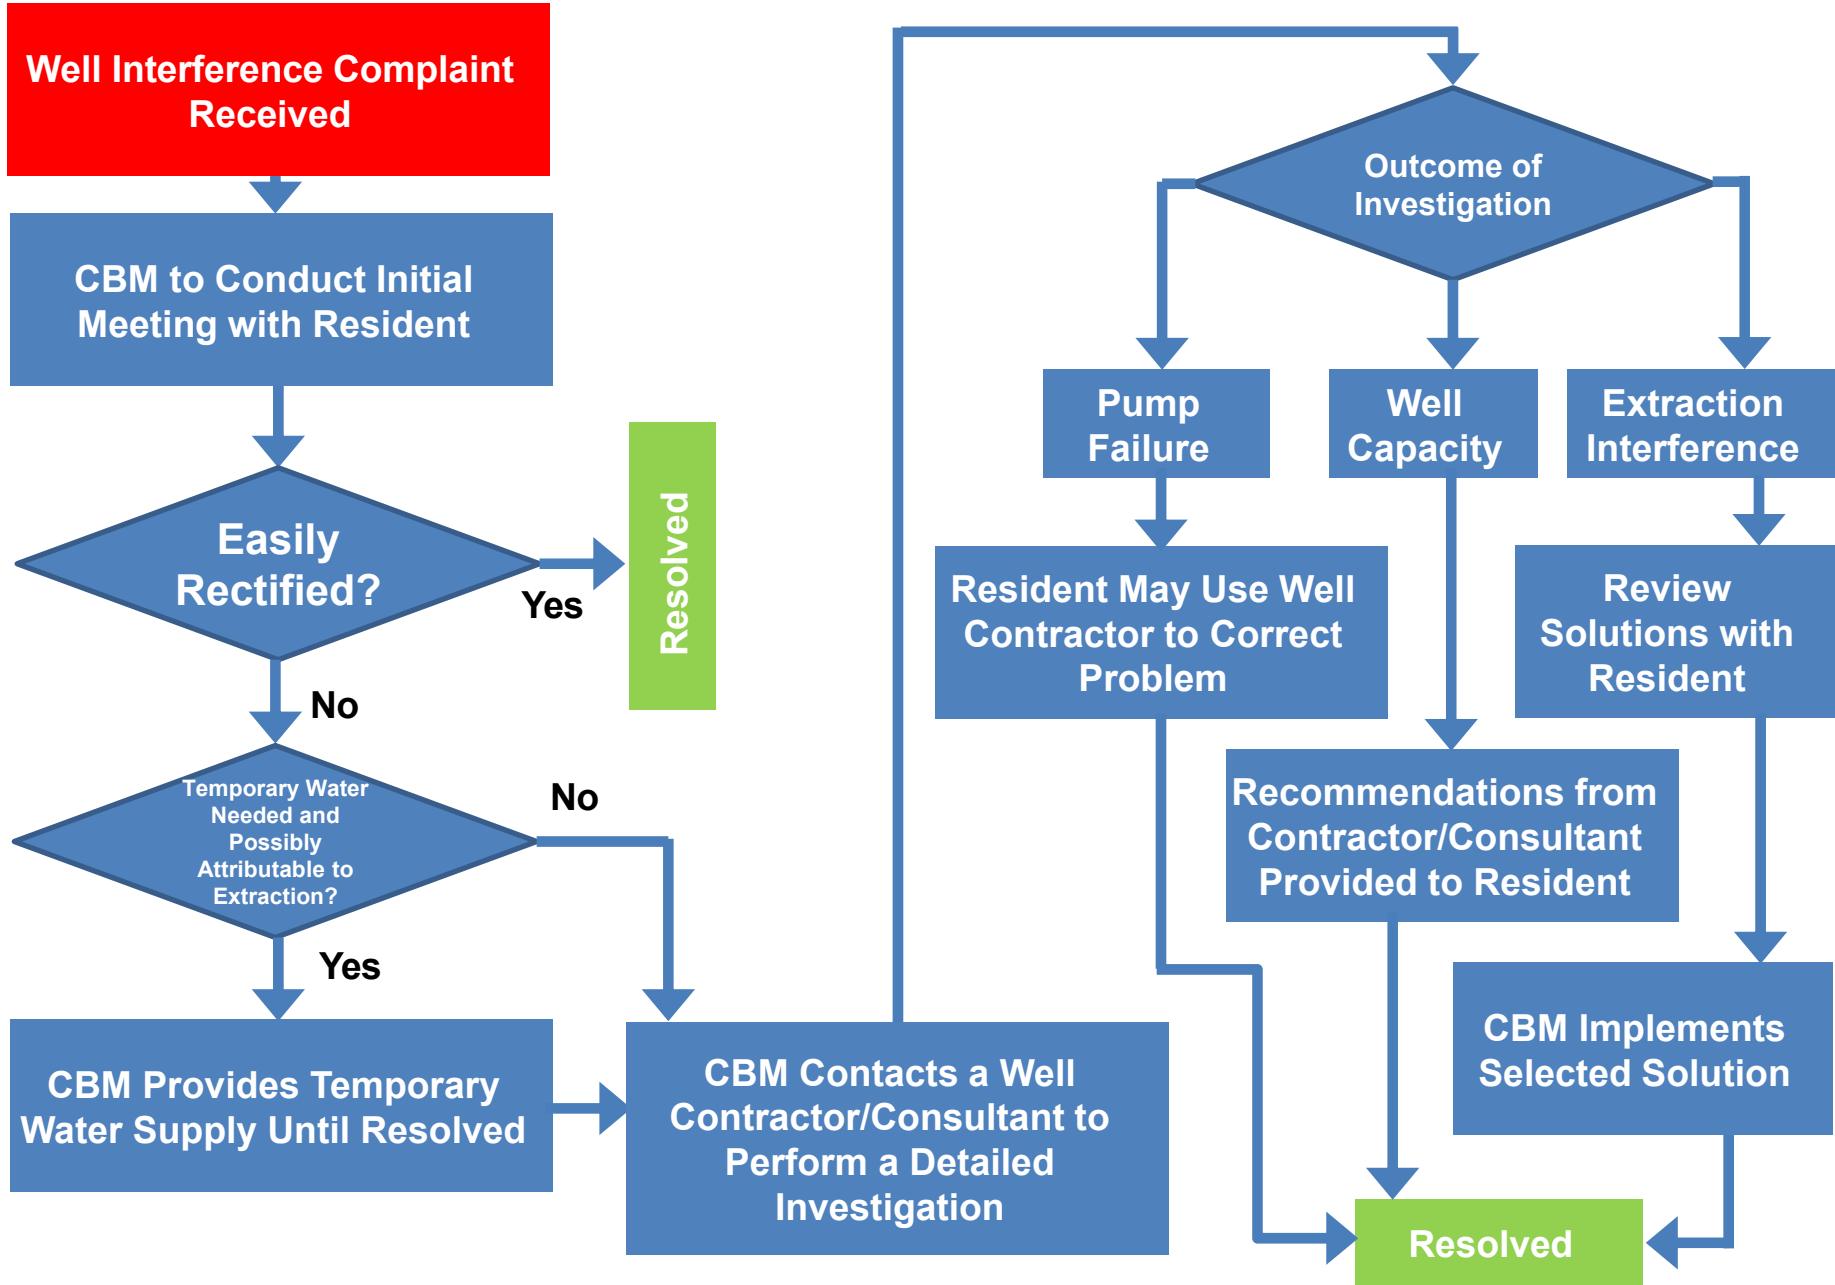 Well Interference Complaint
Received
CBM to Conduct Initial
Meeting with Resident
Easily
Rectified?
Yes
Resolved
No
Temporary Water
Needed and
Possibly
Attributable to
Extraction?
No
Yes
CBM Provides Temporary
Water Supply Until Resolved
CBM Contacts a Well
Contractor/Consultant to
Perform a Detailed
Investigation
Outcome of
Investigation
Pump
Failure
Well
Capacity
Extraction
Interference
Resident May Use Well
Contractor to Correct
Problem
Review
Solutions with
Resident
Recommendations from
Contractor/Consultant
Provided to Resident
CBM Implements
Selected Solution
Resolved